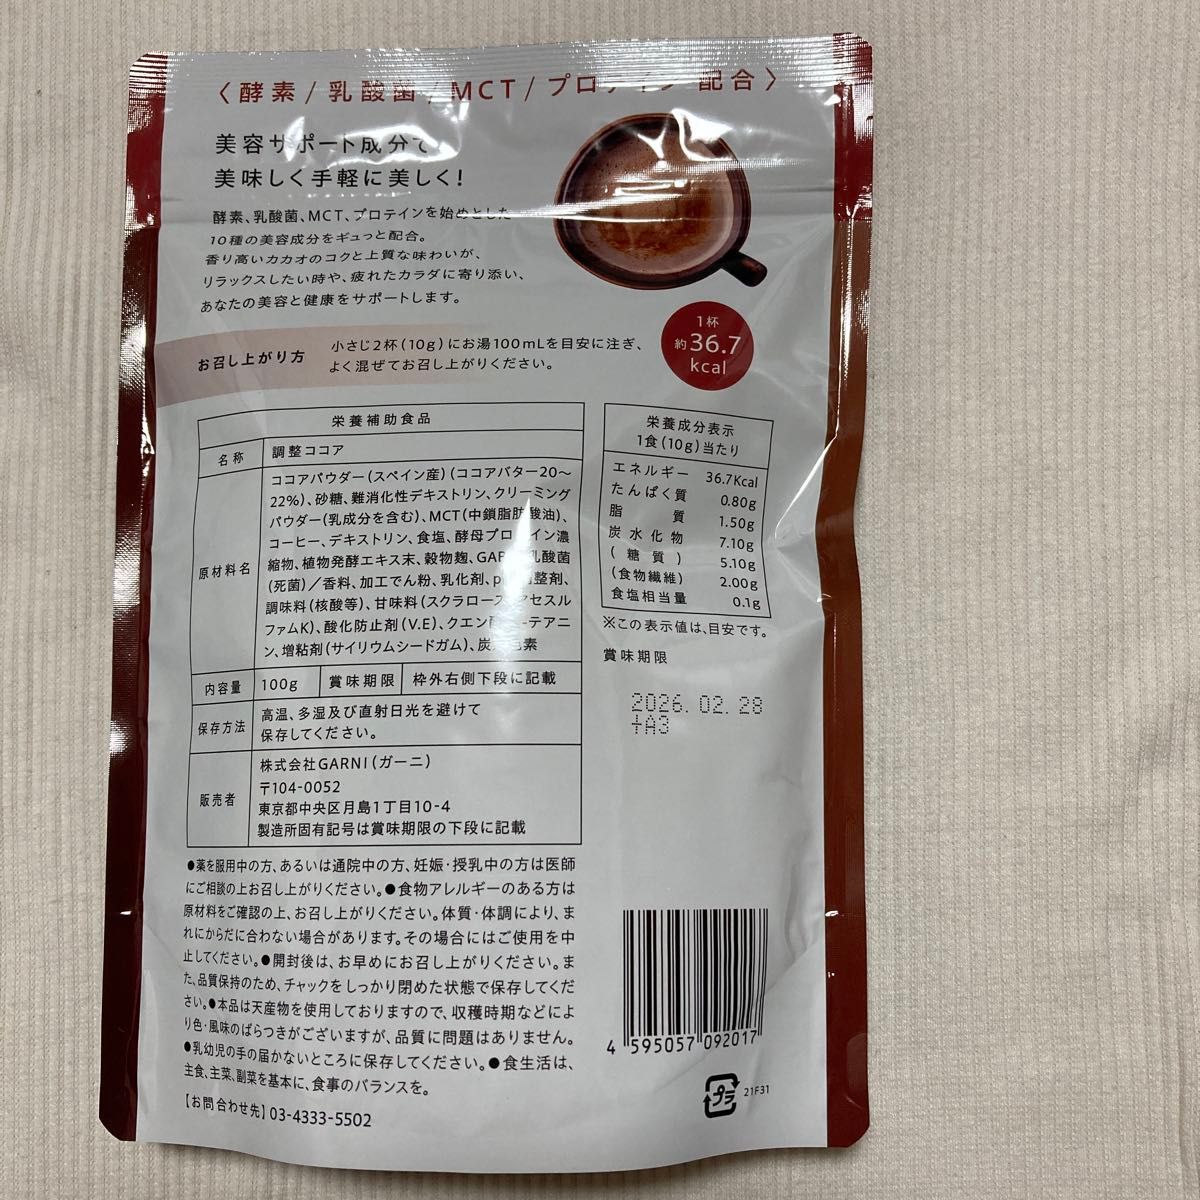 〈酵素/乳酸菌/MCT/プロテイン 配合〉
美容サポート成分で
美味しく手軽に美しく!
酵素、乳酸菌、MCT、プロテインを始めとした
10種の美容成分をギュっと配合。
香り高いカカオのコクと上質な味わいが、
リラックスしたい時や、疲れたカラダに寄り添い、
あなたの美容と健康をサポートします。
1杯
約36.7
kcal
お召し上がり方
小さじ2杯(10g)にお湯100mLを目安に注ぎ、
よく混ぜてお召し上がりください。
栄養補助食品
名称 調整ココア
原材料名
ココアパウダー(スペイン産)(ココアバター20〜
22%)、砂糖、難消化性デキストリン、クリーミング
パウダー(乳成分を含む)、MCT(中鎖脂肪酸油)、
コーヒー、デキストリン、食塩、酵母プロテイン濃
縮物、植物発酵エキス末、穀物麹、GAB 乳酸菌
(死菌)/香料、加工でん粉、乳化剤、p 調整剤、
調味料(核酸等)、甘味料(スクラロース、アセスル
ファムK)、酸化防止剤(V.E)、クエン酸 -テアニ
ン、増粘剤(サイリウムシードガム)、炭 色素
内容量 100g 賞味期限 枠外右側下段に記載
保存方法 高温、多湿及び直射日光を避けて
保存してください。
販売者
株式会社GARNI(ガーニ)
〒104-0052
東京都中央区月島1丁目10-4
製造所固有記号は賞味期限の下段に記載
栄養成分表示
1食(10g)当たり
エネルギー 36.7Kcal
たんぱく質 0.80g
脂質 1.50g
炭水化物 7.10g
(糖質) 5.10g
(食物繊維) 2.00g
食塩相当量 0.1g
※この表示値は、目安です。
賞味期限
2026.02.28
+A3
●薬を服用中の方、あるいは通院中の方、妊娠・授乳中の方は医師
にご相談の上お召し上がりください。●食物アレルギーのある方は
原材料をご確認の上、お召し上がりください。体質・体調により、ま
れにからだに合わない場合があります。その場合にはご使用を中
止してください。●開封後は、お早めにお召し上がりください。ま
た、品質保持のため、チャックをしっかり閉めた状態で保存してくだ
さい。●本品は天産物を使用しておりますので、収穫時期などによ
り色・風味のばらつきがございますが、品質に問題はありません。
●乳幼児の手の届かないところに保存してください。●食生活は、
主食、主菜、副菜を基本に、食事のバランスを。
【お問合わせ先】03-4333-5502
4 595057 092017
プラ
21F31